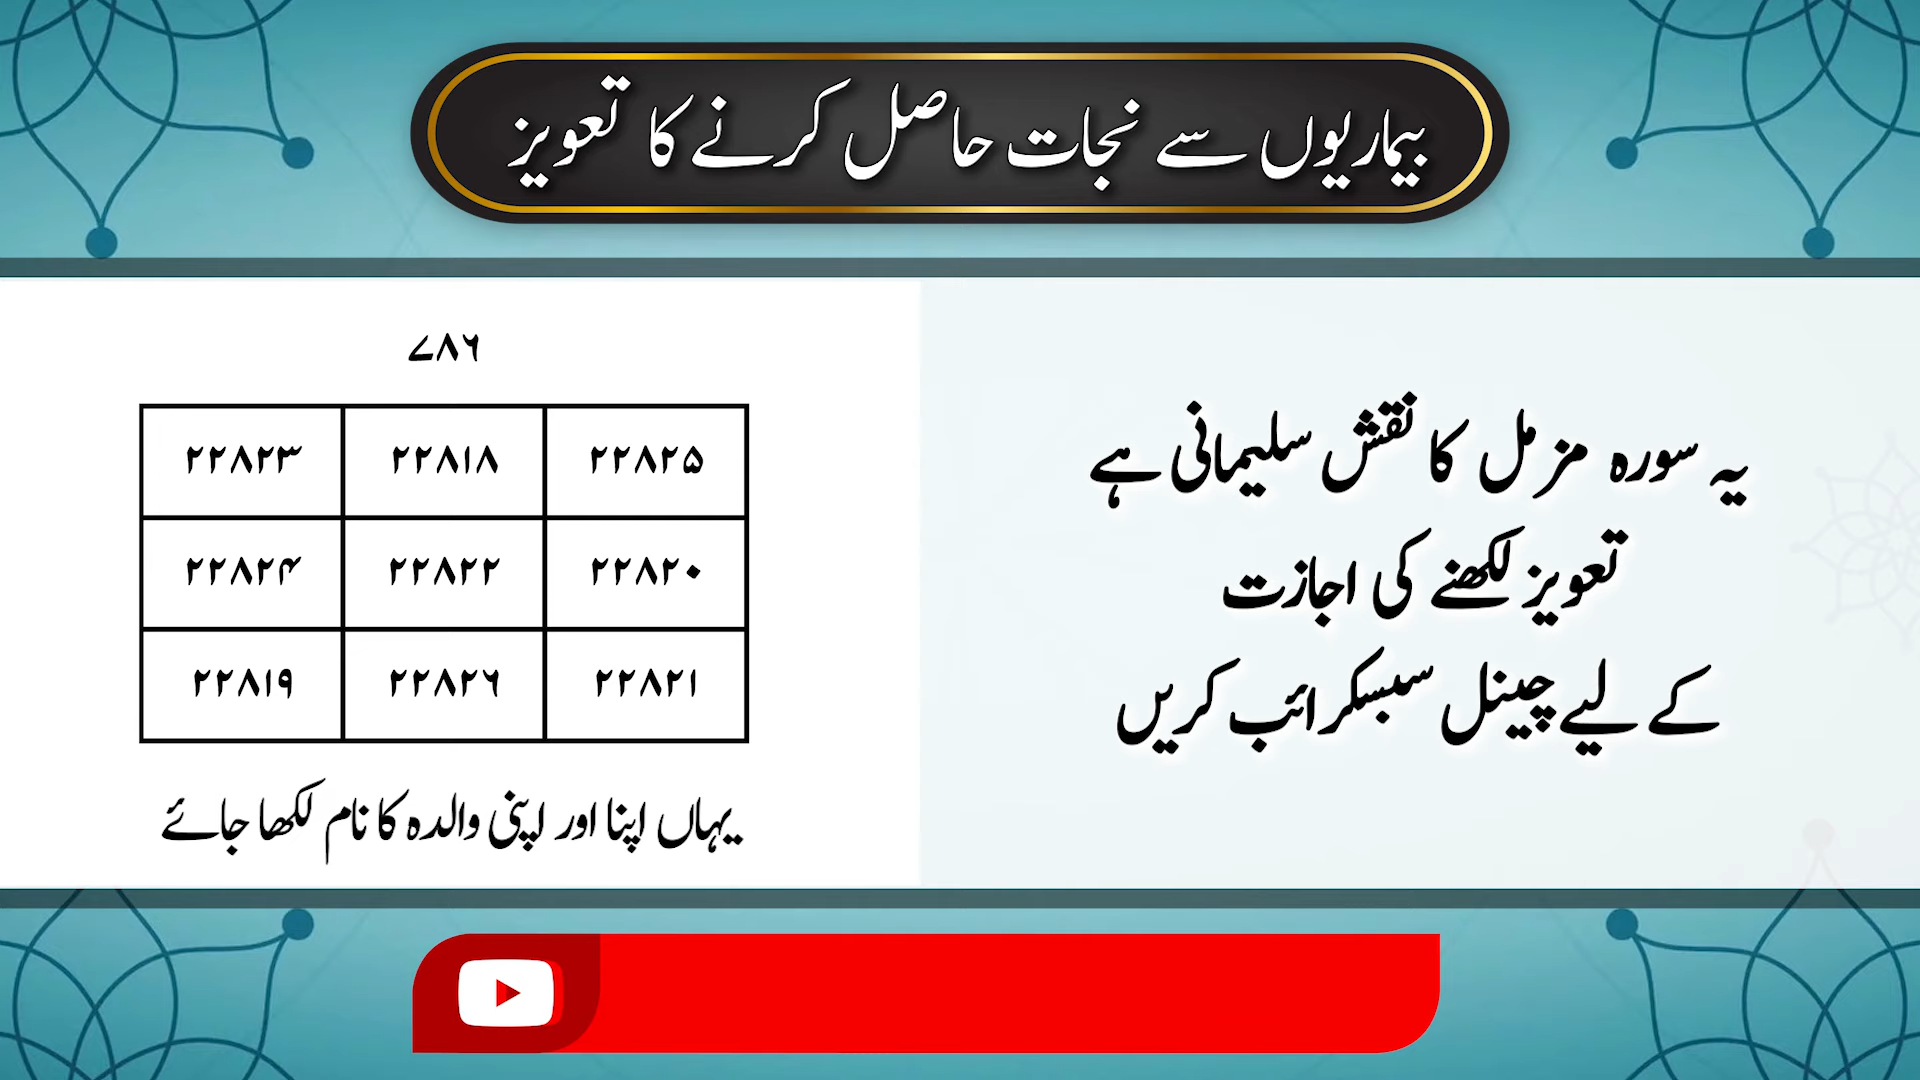 بیماریوں سے نجات حاصل کرنے کا تعویز
یہ سورہ مزمل کا نقش سلیمانی ہے
تعویز لکھنے کی اجازت
کے لیے چینل سبسکرائب کریں
۷۸۶
۲۲۸۲۳ ۲۲۸۱۸ ۲۲۸۲۵
۲۲۸۲۴ ۲۲۸۲۲ ۲۲۸۲۰
۲۲۸۱۹ ۲۲۸۲۶ ۲۲۸۲۱
یہاں اپنا اور اپنی والدہ کا نام لکھا جائے